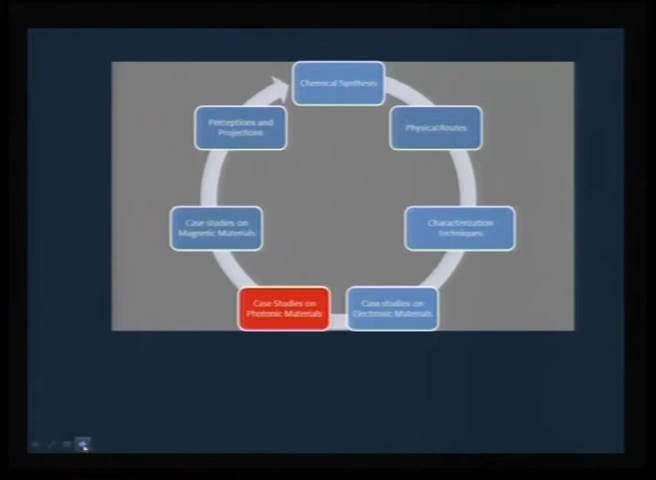 Chemical Synthesis
Physical Routes
Characterization
techniques
Case studies on
Electronic Materials
Case Studies on
Photonic Materials
Case studies on
Magnetic Materials
Perceptions and
Projections